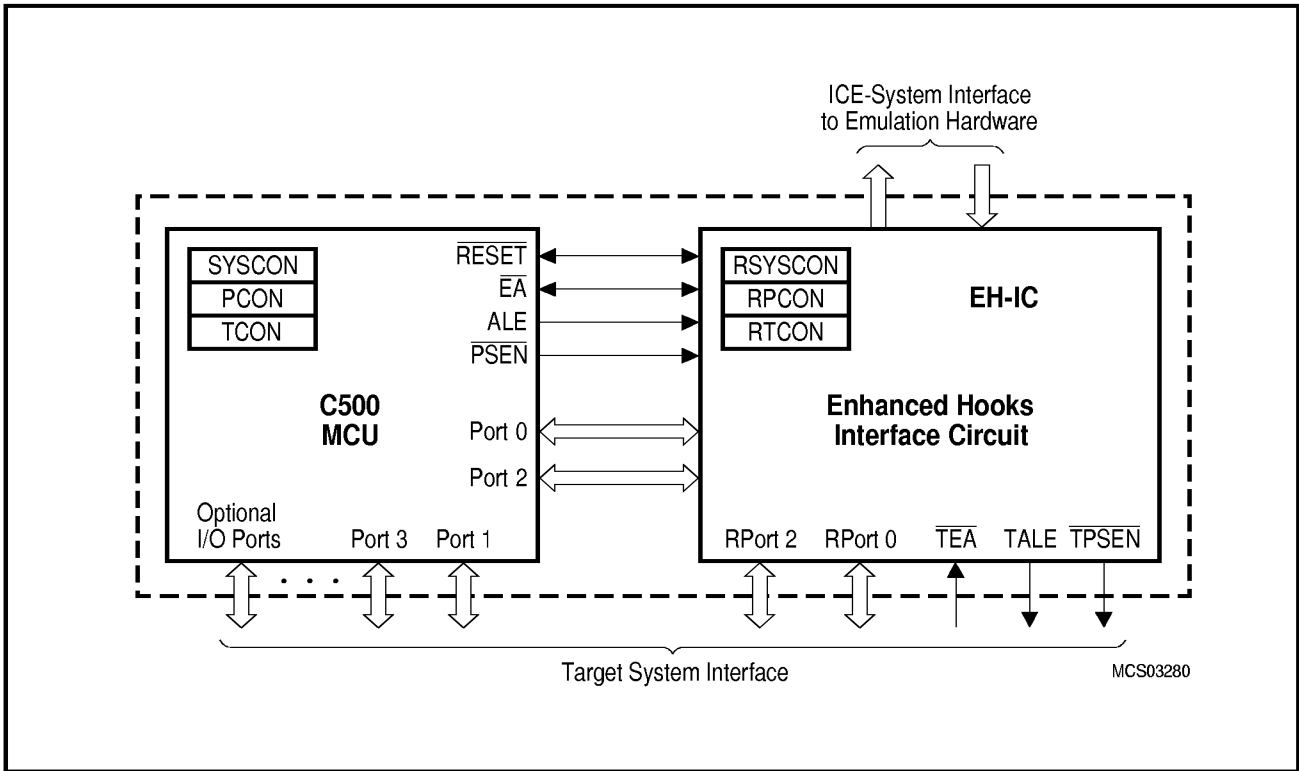 ICE-System Interface
to Emulation Hardware
SYSCON
PCON
TCON
RESET
EA
ALE
PSEN
C500
MCU
Port 0
Port 2
Optional
I/O Ports
Port 3
Port 1
. . .
RSYSCON
RPCON
RTCON
EH-IC
Enhanced Hooks
Interface Circuit
RPort 2
RPort 0
TEA
TALE
TPSEN
Target System Interface
MCS03280